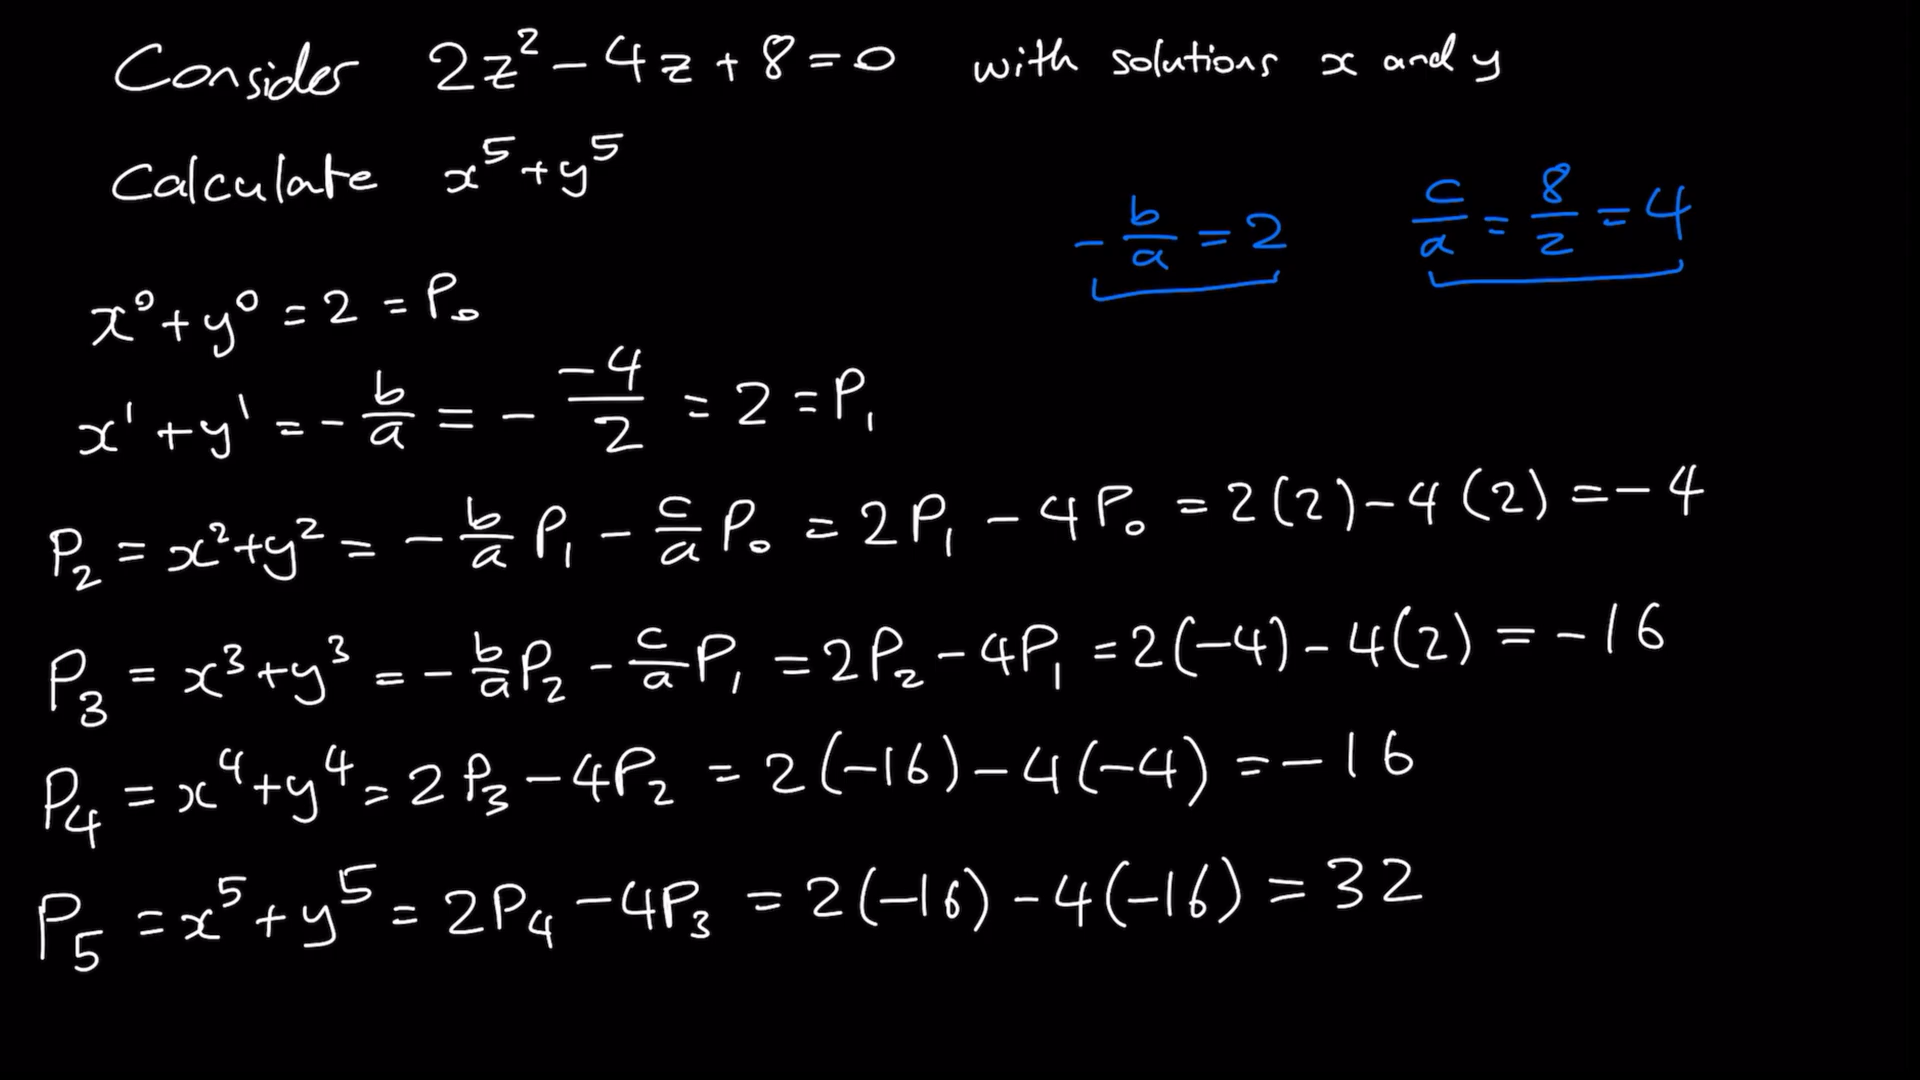 Consider 2z² - 4z + 8 = 0 with solutions x and y
Calculate x⁵ + y⁵
-b/a = 2 c/a = 8/2 = 4
x⁰ + y⁰ = 2 = P₀
x¹ + y¹ = -b/a = - -4/2 = 2 = P₁
P₂ = x² + y² = -b/a P₁ - c/a P₀ = 2P₁ - 4P₀ = 2(2) - 4(2) = -4
P₃ = x³ + y³ = -b/a P₂ - c/a P₁ = 2P₂ - 4P₁ = 2(-4) - 4(2) = -16
P₄ = x⁴ + y⁴ = 2P₃ - 4P₂ = 2(-16) - 4(-4) = -16
P₅ = x⁵ + y⁵ = 2P₄ - 4P₃ = 2(-16) - 4(-16) = 32